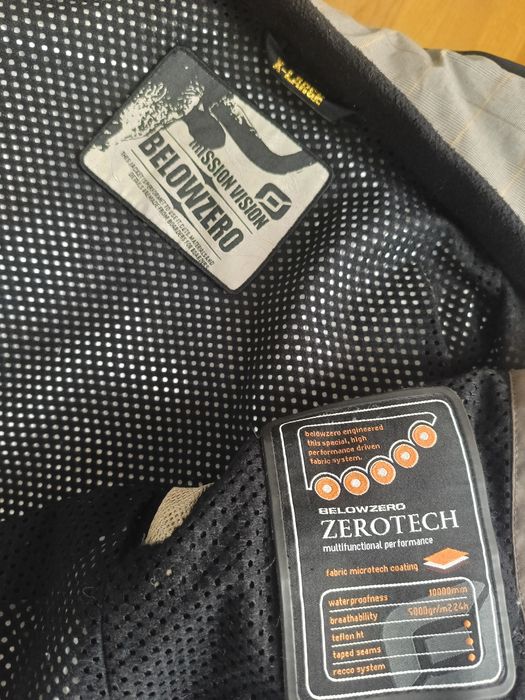 X-LARGE
MISSION VISION
BELOWZERO
belowzero engineered
this special, high
performance driven
fabric system.
BELOWZERO
ZEROTECH
multifunctional performance
fabric microtech coating
waterproofness 10000mm
breathability 5000gr/m2 24h
teflon ht
taped seams
recco system